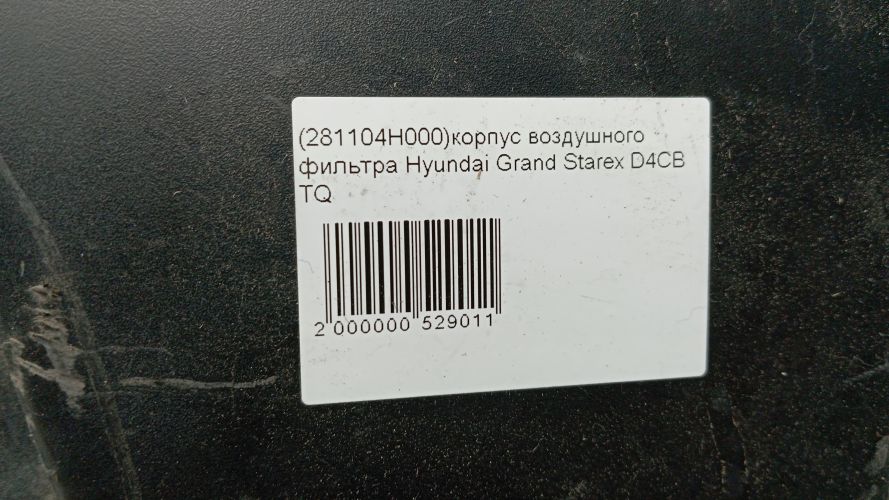 (281104H000)корпус воздушного
фильтра Hyundai Grand Starex D4CB
TQ
2 000000 529011